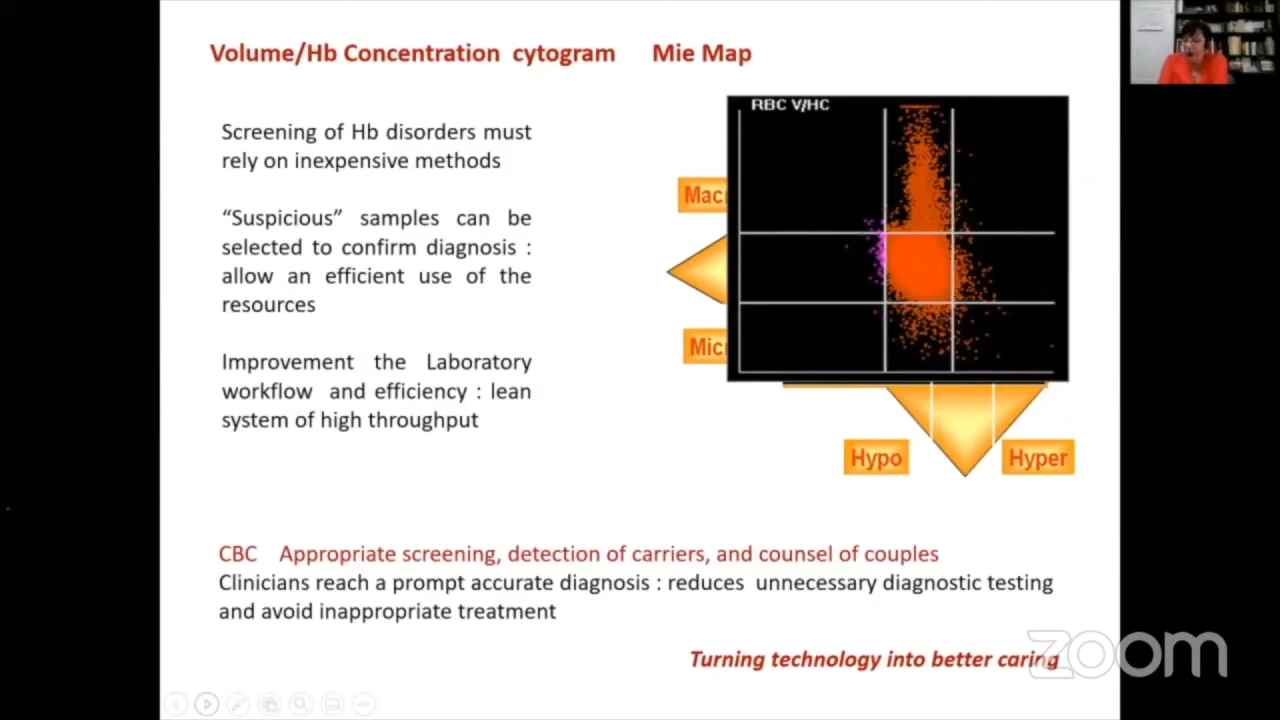 Volume/Hb Concentration cytogram Mie Map
Screening of Hb disorders must
rely on inexpensive methods
“Suspicious” samples can be
selected to confirm diagnosis :
allow an efficient use of the
resources
Improvement the Laboratory
workflow and efficiency : lean
system of high throughput
RBC V/HC
Mac
Mic
Hypo
Hyper
CBC Appropriate screening, detection of carriers, and counsel of couples
Clinicians reach a prompt accurate diagnosis : reduces unnecessary diagnostic testing
and avoid inappropriate treatment
Turning technology into better caring
zoom